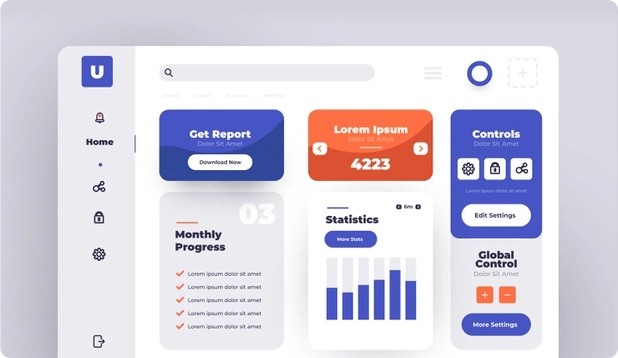 U
Home
Get Report
Dolor Sit Amet
Download Now
Lorem Ipsum
Dolor Sit Amet
4223
Controls
Dolor Sit Amet
Lorem ipsum dolor sit amet
Edit Settings
03
Monthly
Progress
Lorem ipsum dolor sit amet
Lorem ipsum dolor sit amet
Lorem ipsum dolor sit amet
Lorem ipsum dolor sit amet
Lorem ipsum dolor sit amet
6m
Statistics
More Stats
Global
Control
Dolor Sit Amet
More Settings